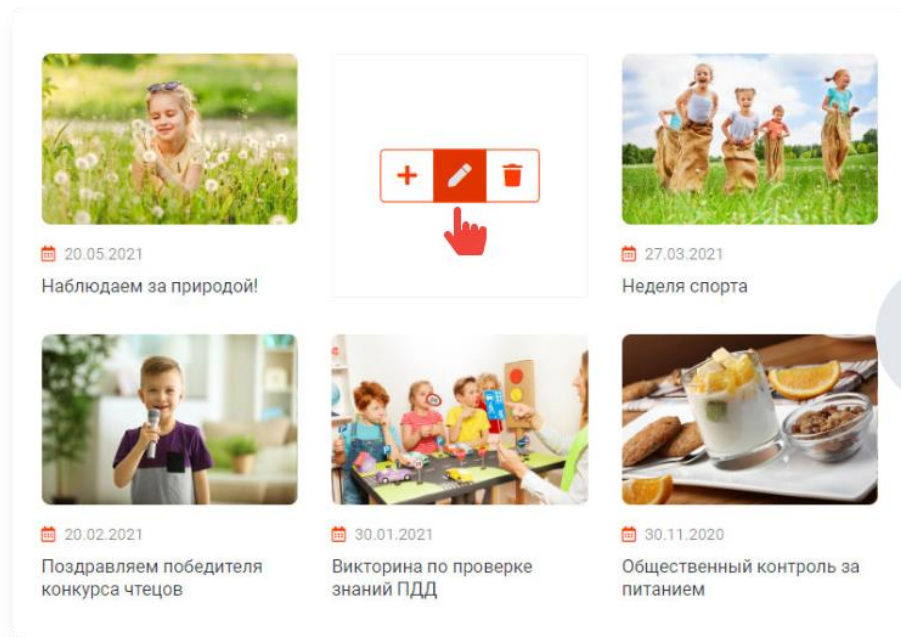 20.05.2021
Наблюдаем за природой!
27.03.2021
Неделя спорта
20.02.2021
Поздравляем победителя
конкурса чтецов
30.01.2021
Викторина по проверке
знаний ПДД
30.11.2020
Общественный контроль за
питанием